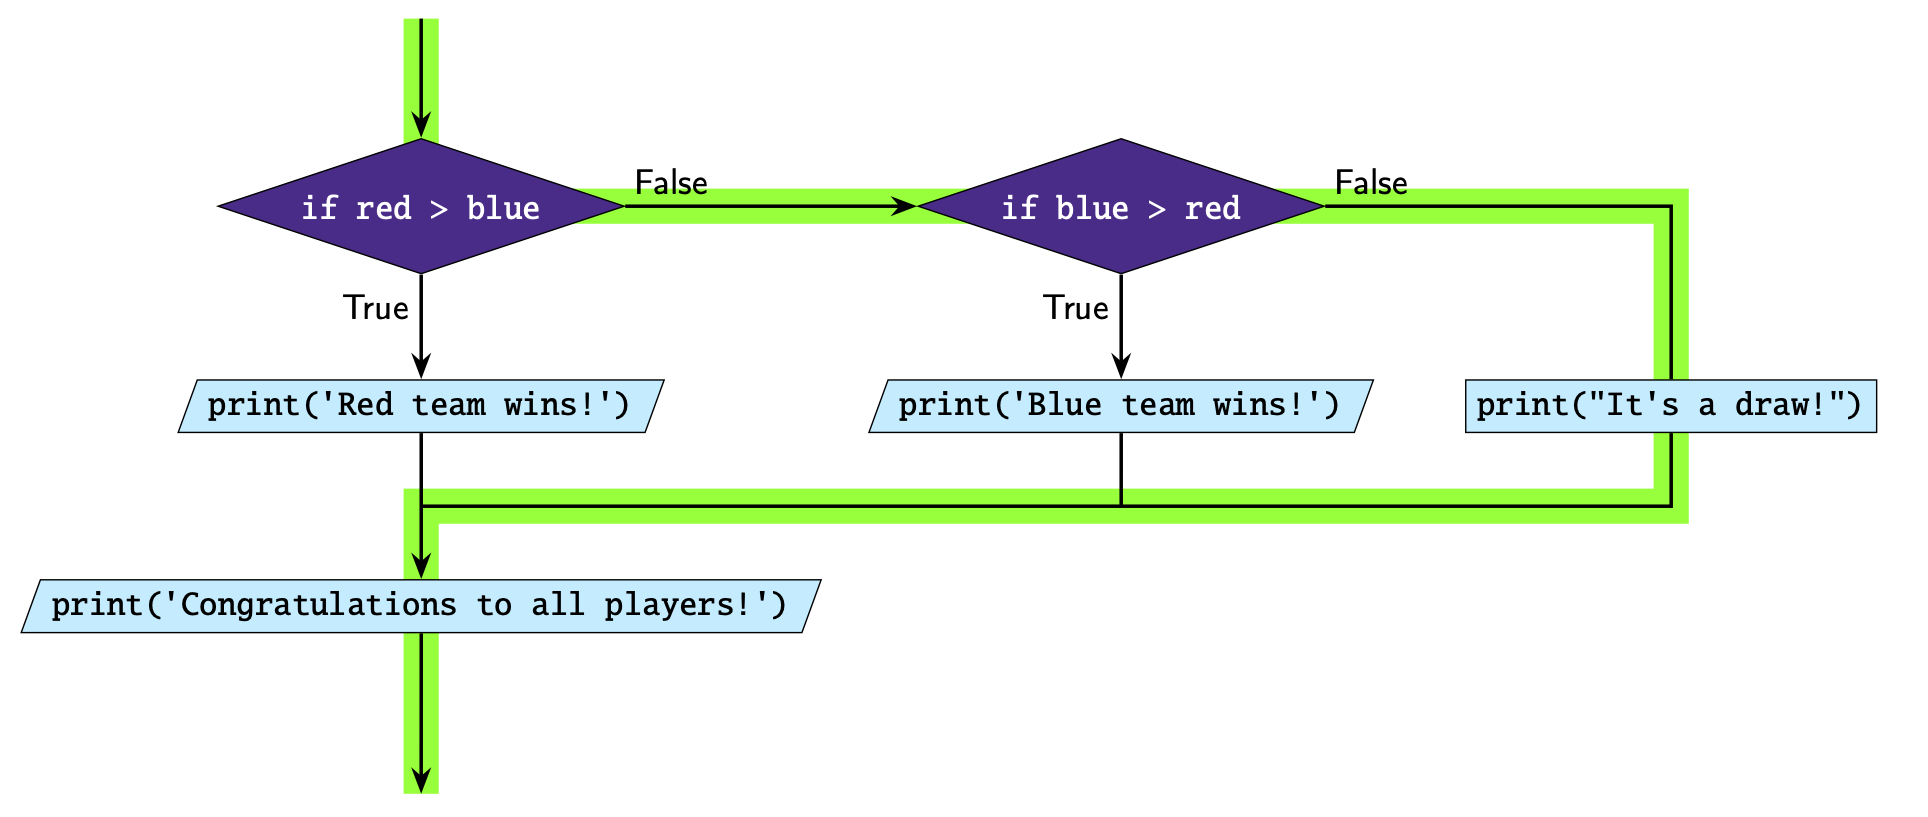 False
False
if red > blue
if blue > red
True
True
print('Red team wins!')
print('Blue team wins!')
print("It's a draw!")
print('Congratulations to all players!')